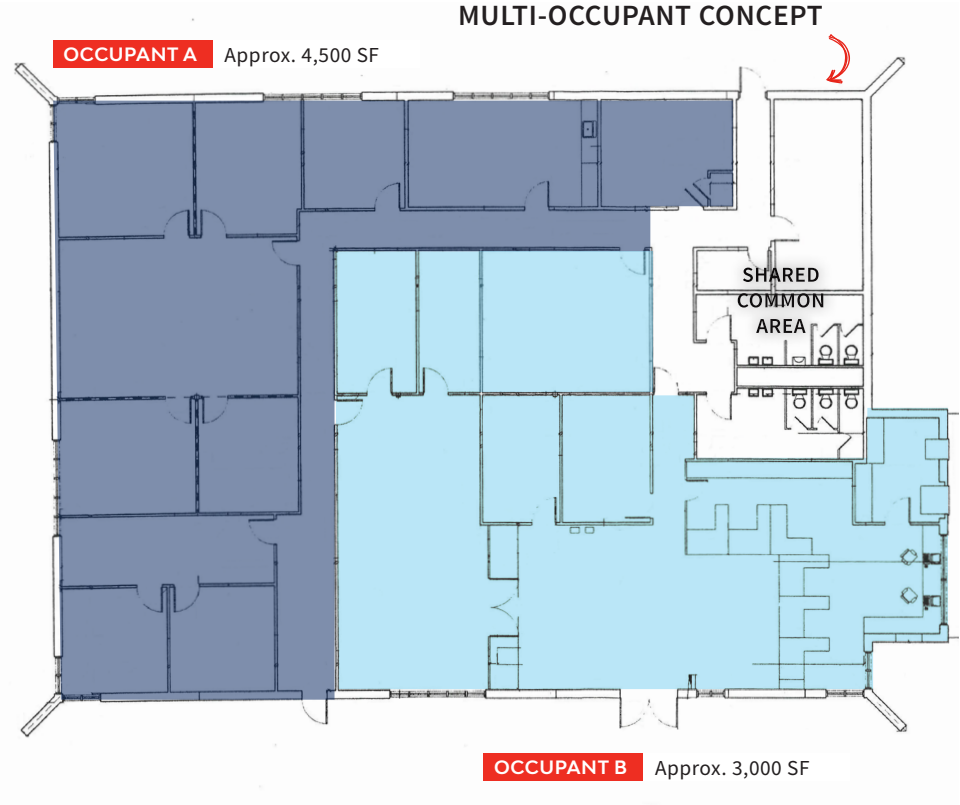 MULTI-OCCUPANT CONCEPT
OCCUPANT A Approx. 4,500 SF
SHARED
COMMON
AREA
OCCUPANT B Approx. 3,000 SF